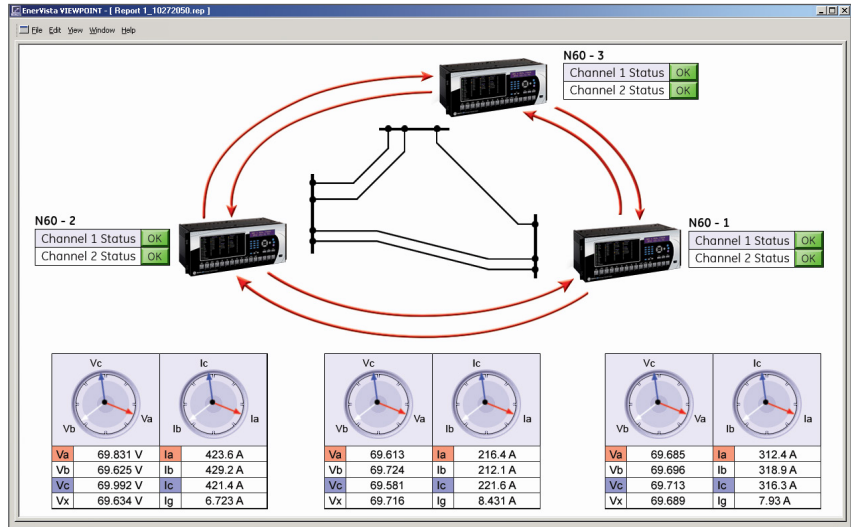 EnerVista VIEWPOINT - [ Report 1_10272050.rep ]
File Edit View Window Help
N60 - 3
Channel 1 Status OK
Channel 2 Status OK
N60 - 2
Channel 1 Status OK
Channel 2 Status OK
N60 - 1
Channel 1 Status OK
Channel 2 Status OK
Vc Ic
Vb Va Ib Ia
Va 69.831 V Ia 423.6 A
Vb 69.625 V Ib 429.2 A
Vc 69.992 V Ic 421.4 A
Vx 69.634 V Ig 6.723 A
Vc Ic
Vb Va Ib Ia
Va 69.613 Ia 216.4 A
Vb 69.724 Ib 212.1 A
Vc 69.581 Ic 221.6 A
Vx 69.716 Ig 8.431 A
Vc Ic
Vb Va Ib Ia
Va 69.685 Ia 312.4 A
Vb 69.696 Ib 318.9 A
Vc 69.713 Ic 316.3 A
Vx 69.689 Ig 7.93 A